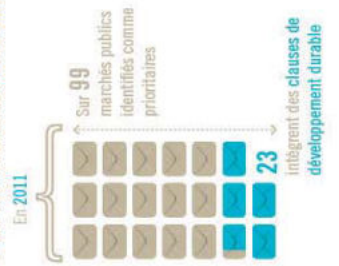 En 2011
Sur 99
marchés publics
identifiés comme
prioritaires
23
intègrent des clauses de
développement durable